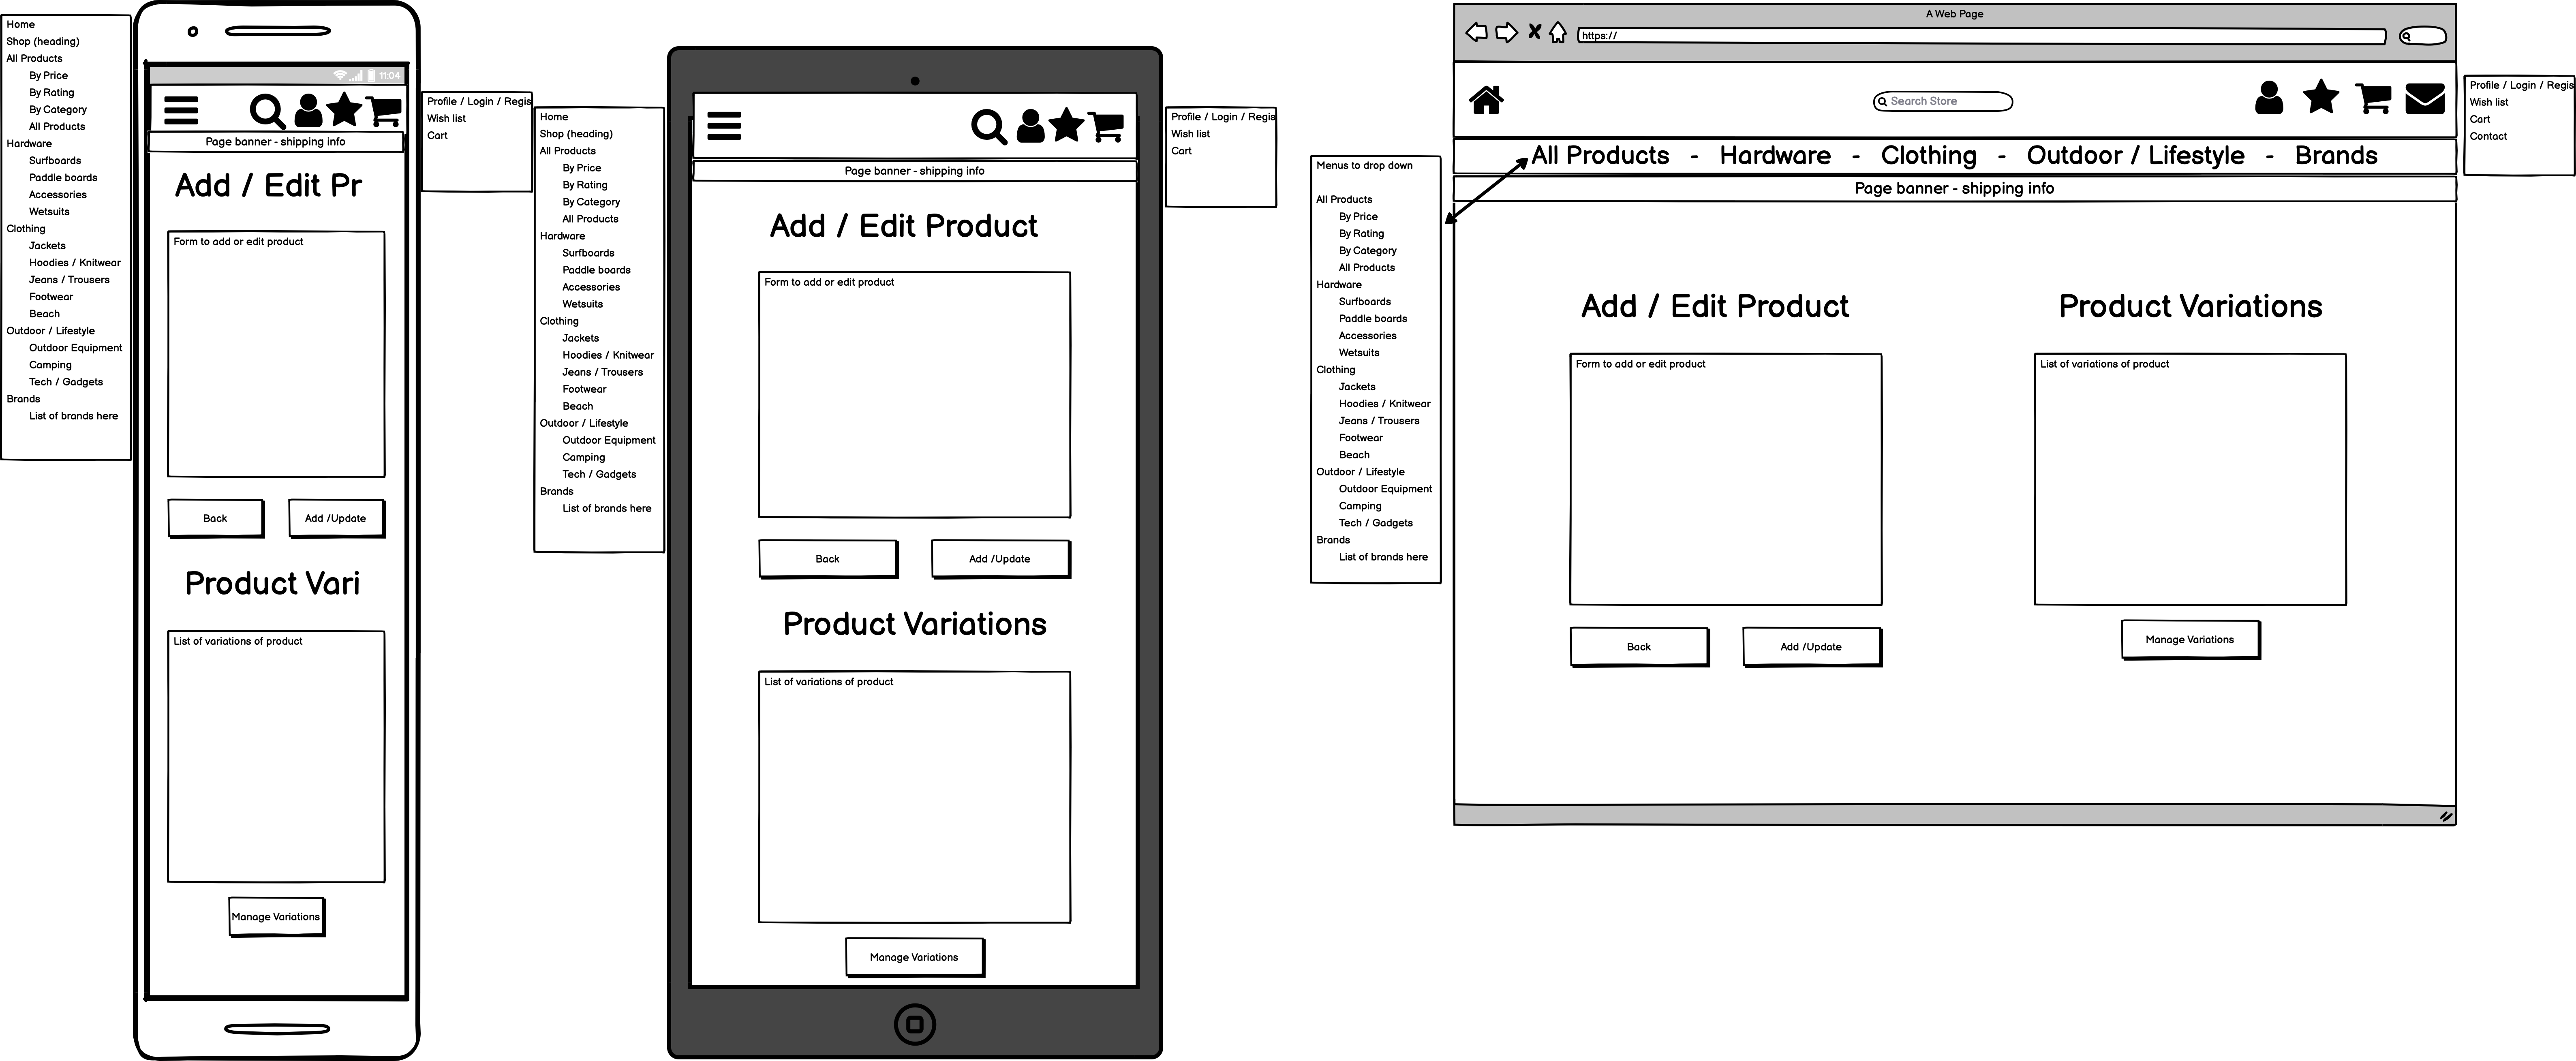 Home
Shop (heading)
All Products
By Price
By Rating
By Category
All Products
Hardware
Surfboards
Paddle boards
Accessories
Wetsuits
Clothing
Jackets
Hoodies / Knitwear
Jeans / Trousers
Footwear
Beach
Outdoor / Lifestyle
Outdoor Equipment
Camping
Tech / Gadgets
Brands
List of brands here
11:04
Page banner - shipping info
Add / Edit Pr
Form to add or edit product
Back
Add /Update
Product Vari
List of variations of product
Manage Variations
Profile / Login / Regis
Wish list
Cart
Home
Shop (heading)
All Products
By Price
By Rating
By Category
All Products
Hardware
Surfboards
Paddle boards
Accessories
Wetsuits
Clothing
Jackets
Hoodies / Knitwear
Jeans / Trousers
Footwear
Beach
Outdoor / Lifestyle
Outdoor Equipment
Camping
Tech / Gadgets
Brands
List of brands here
Page banner - shipping info
Add / Edit Product
Form to add or edit product
Back
Add /Update
Product Variations
List of variations of product
Manage Variations
Profile / Login / Regis
Wish list
Cart
Menus to drop down
All Products
By Price
By Rating
By Category
All Products
Hardware
Surfboards
Paddle boards
Accessories
Wetsuits
Clothing
Jackets
Hoodies / Knitwear
Jeans / Trousers
Footwear
Beach
Outdoor / Lifestyle
Outdoor Equipment
Camping
Tech / Gadgets
Brands
List of brands here
A Web Page
https://
Search Store
All Products - Hardware - Clothing - Outdoor / Lifestyle - Brands
Page banner - shipping info
Add / Edit Product
Form to add or edit product
Back
Add /Update
Product Variations
List of variations of product
Manage Variations
Profile / Login / Regis
Wish list
Cart
Contact